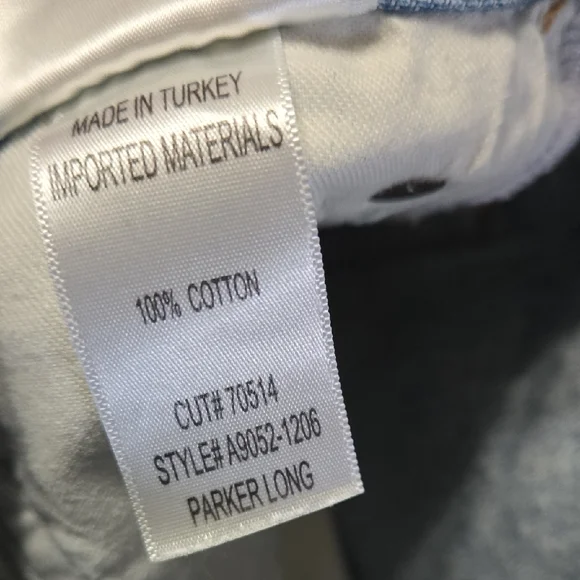 MADE IN TURKEY
IMPORTED MATERIALS
100% COTTON
CUT# 70514
STYLE# A9052-1206
PARKER LONG